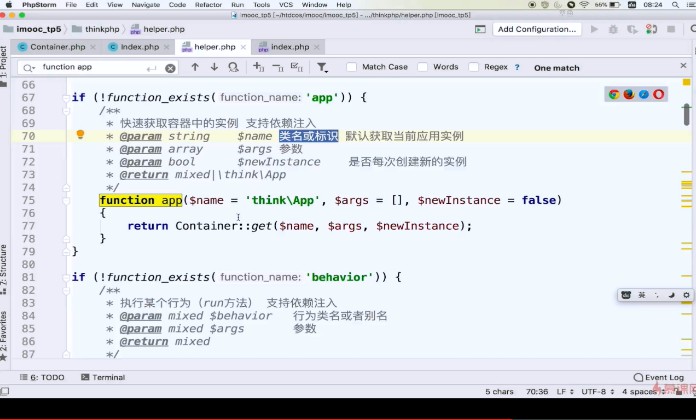 PhpStorm File Edit View Navigate Code Refactor Run Tools VCS Window Help 55% 08:24
imooc_tp5 [~/htdcos/imooc/imooc_tp5] - .../thinkphp/helper.php [imooc_tp5]
imooc_tp5 thinkphp helper.php Add Configuration...
Container.php Index.php helper.php index.php
function app Match Case Words Regex ? One match
66
67 if (!function_exists( function_name: 'app')) {
68 /**
69 * 快速获取容器中的实例 支持依赖注入
70 * @param string $name 类名或标识 默认获取当前应用实例
71 * @param array $args 参数
72 * @param bool $newInstance 是否每次创建新的实例
73 * @return mixed|\think\App
74 */
75 function app($name = 'think\App', $args = [], $newInstance = false)
76 {
77 return Container::get($name, $args, $newInstance);
78 }
79 }
80
81 if (!function_exists( function_name: 'behavior')) {
82 /**
83 * 执行某个行为（run方法） 支持依赖注入
84 * @param mixed $behavior 行为类名或者别名
85 * @param mixed $args 参数
86 * @return mixed
87 */
1: Project
7: Structure
2: Favorites
英
6: TODO Terminal Event Log
5 chars 70:36 LF UTF-8 4 spaces